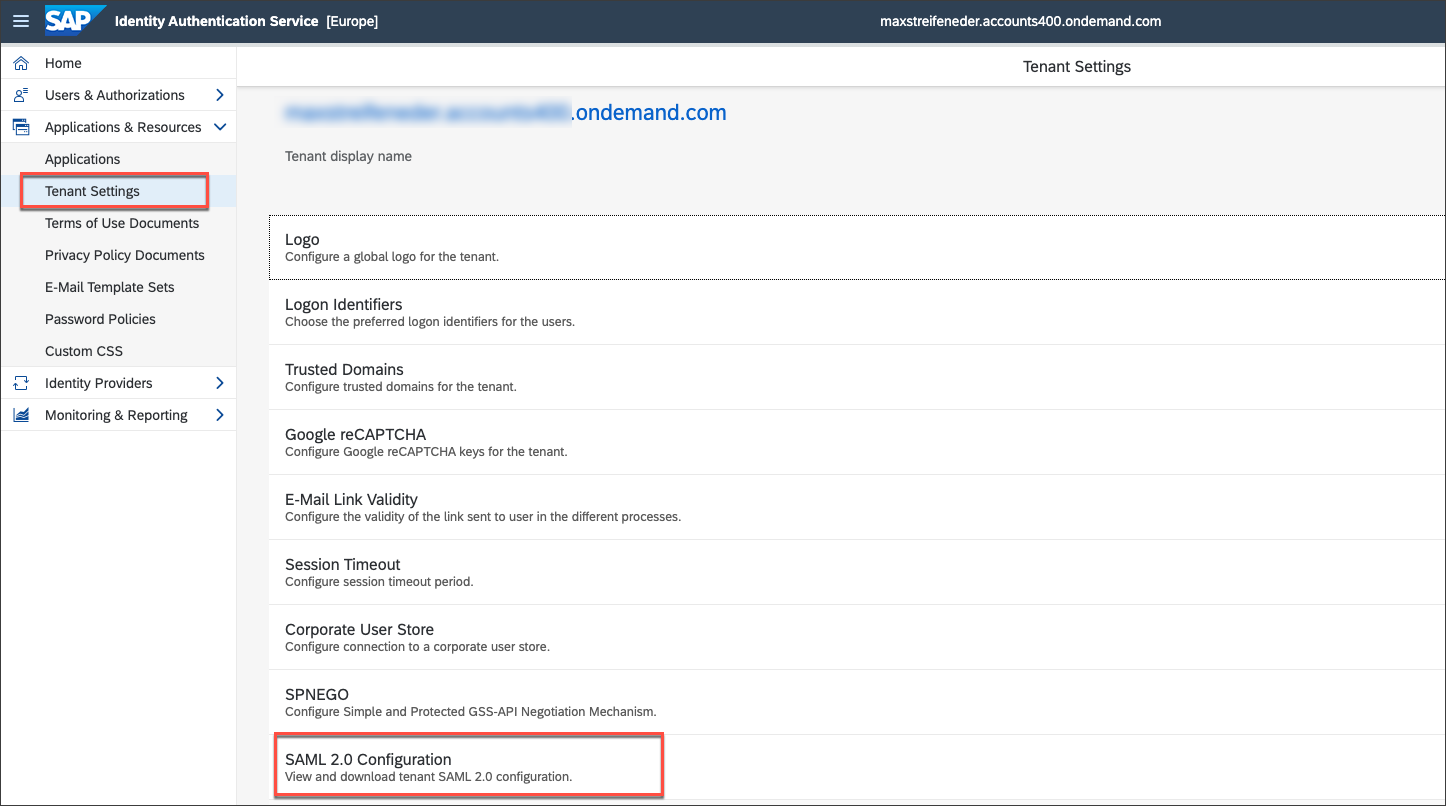 SAP Identity Authentication Service [Europe] maxstreifeneder.accounts400.ondemand.com
Home
Users & Authorizations
Applications & Resources
Applications
Tenant Settings
Terms of Use Documents
Privacy Policy Documents
E-Mail Template Sets
Password Policies
Custom CSS
Identity Providers
Monitoring & Reporting
Tenant Settings
.ondemand.com
Tenant display name
Logo
Configure a global logo for the tenant.
Logon Identifiers
Choose the preferred logon identifiers for the users.
Trusted Domains
Configure trusted domains for the tenant.
Google reCAPTCHA
Configure Google reCAPTCHA keys for the tenant.
E-Mail Link Validity
Configure the validity of the link sent to user in the different processes.
Session Timeout
Configure session timeout period.
Corporate User Store
Configure connection to a corporate user store.
SPNEGO
Configure Simple and Protected GSS-API Negotiation Mechanism.
SAML 2.0 Configuration
View and download tenant SAML 2.0 configuration.